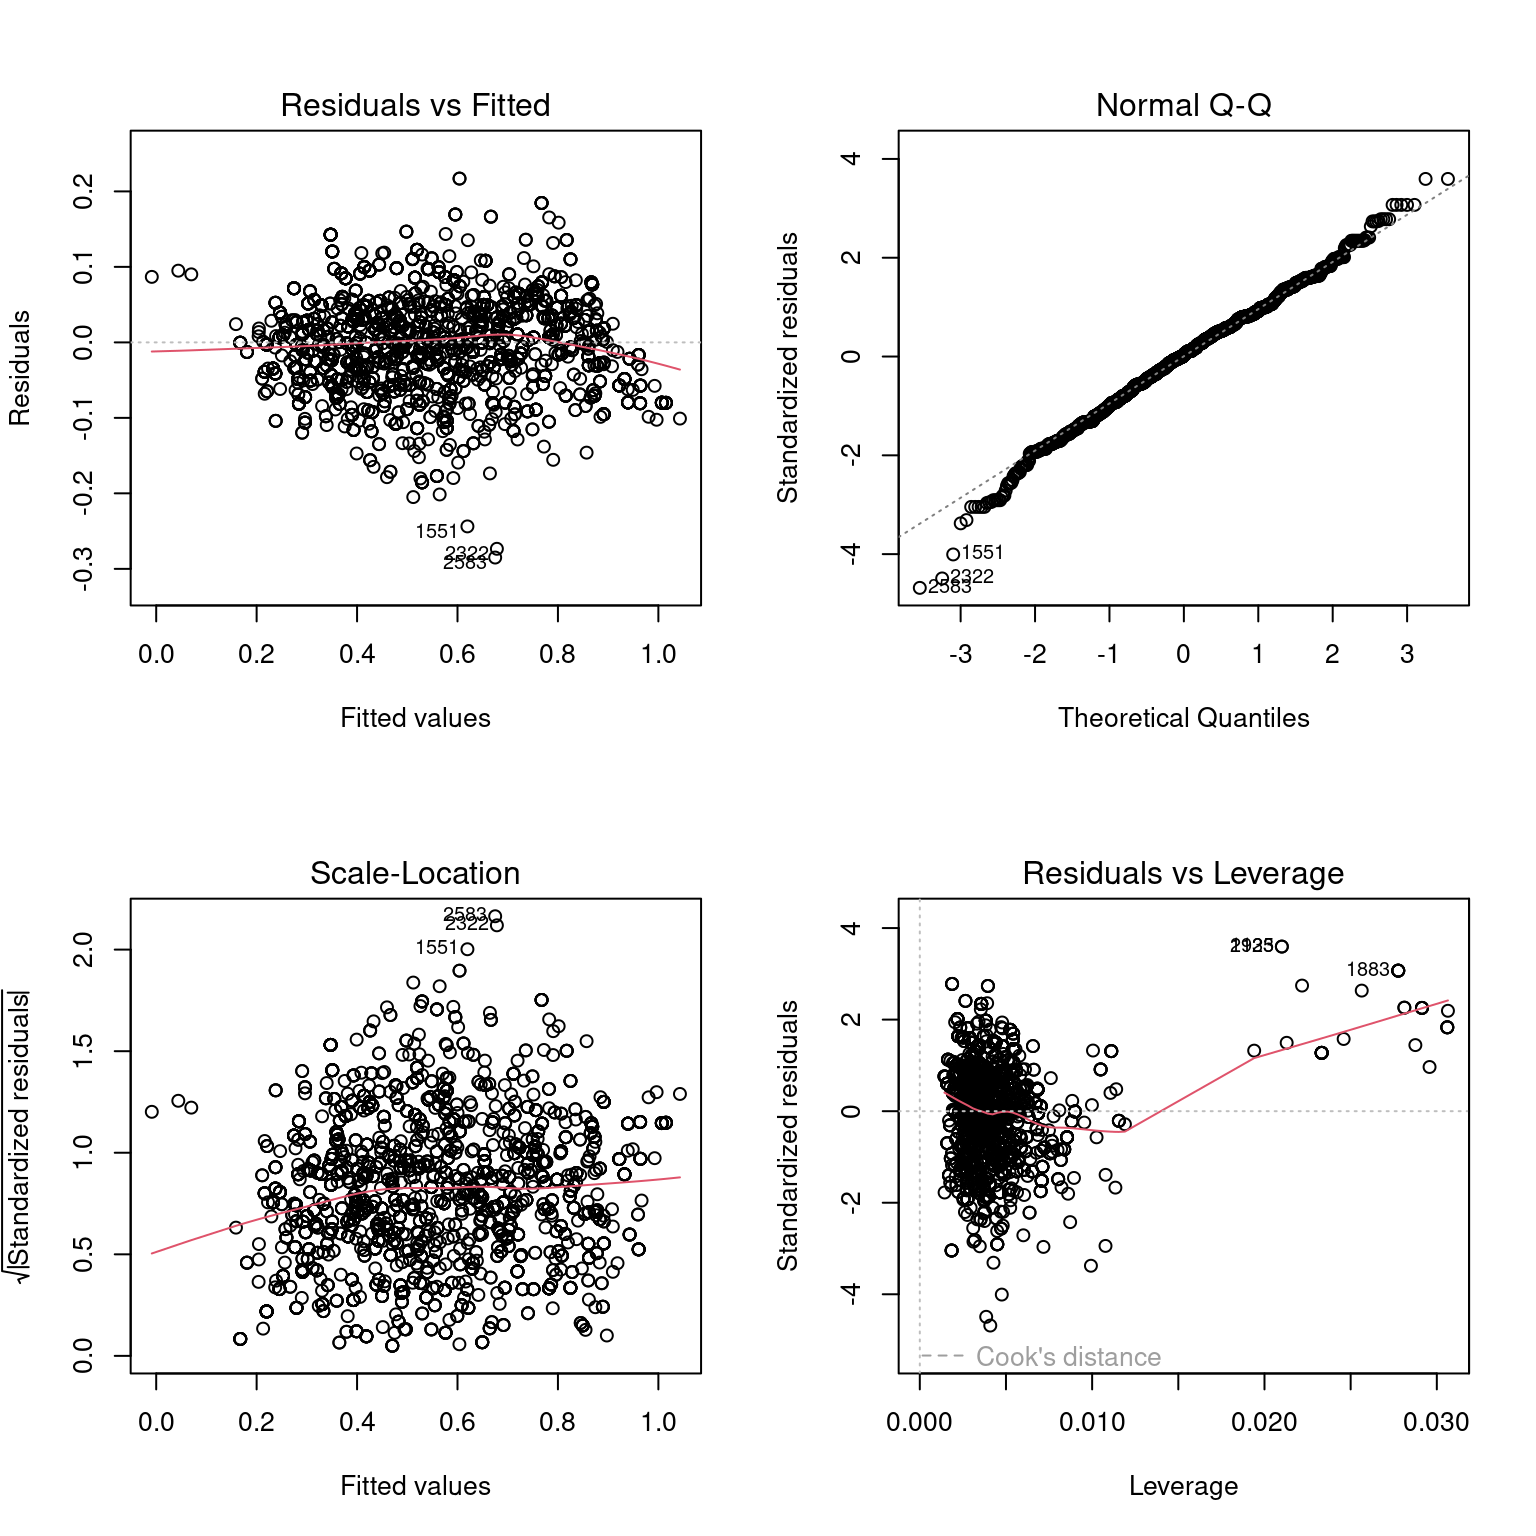 Residuals vs Fitted
Residuals
0.2
0.1
0.0
-0.1
-0.2
-0.3
1551
2322
2583
0.0 0.2 0.4 0.6 0.8 1.0
Fitted values
Normal Q-Q
Standardized residuals
4
2
0
-2
-4
1551
2322
2583
-3 -2 -1 0 1 2 3
Theoretical Quantiles
Scale-Location
√|Standardized residuals|
2.0
1.5
1.0
0.5
0.0
2583
2322
1551
0.0 0.2 0.4 0.6 0.8 1.0
Fitted values
Residuals vs Leverage
Standardized residuals
4
2
0
-2
-4
1883
Cook's distance
0.000 0.010 0.020 0.030
Leverage